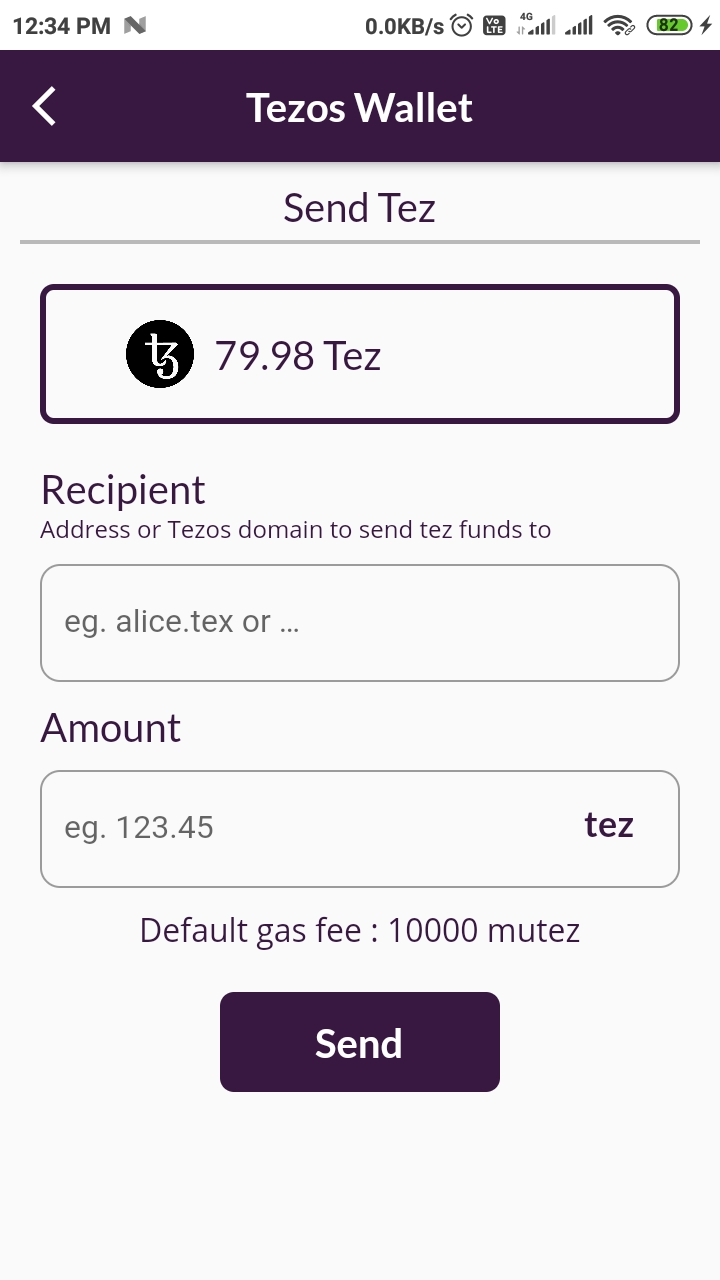 12:34 PM 0.0KB/s Vo LTE 4G 82
Tezos Wallet
Send Tez
79.98 Tez
Recipient
Address or Tezos domain to send tez funds to
eg. alice.tex or ...
Amount
eg. 123.45 tez
Default gas fee : 10000 mutez
Send